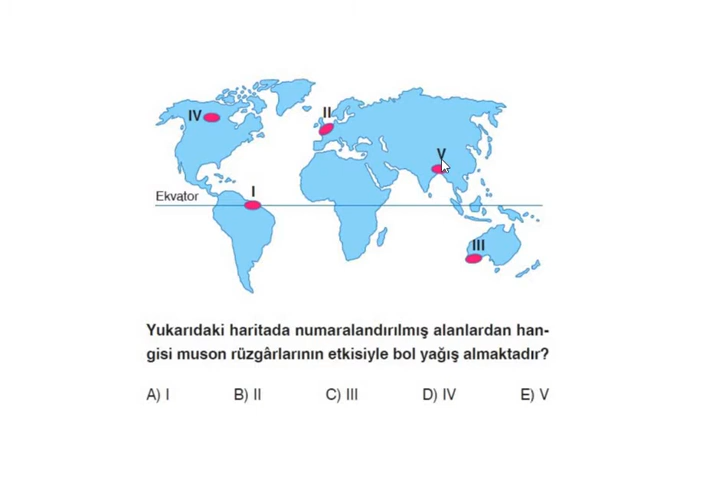 II
IV
V
I
Ekvator
III
Yukarıdaki haritada numaralandırılmış alanlardan han-
gisi muson rüzgârlarının etkisiyle bol yağış almaktadır?
A) I B) II C) III D) IV E) V